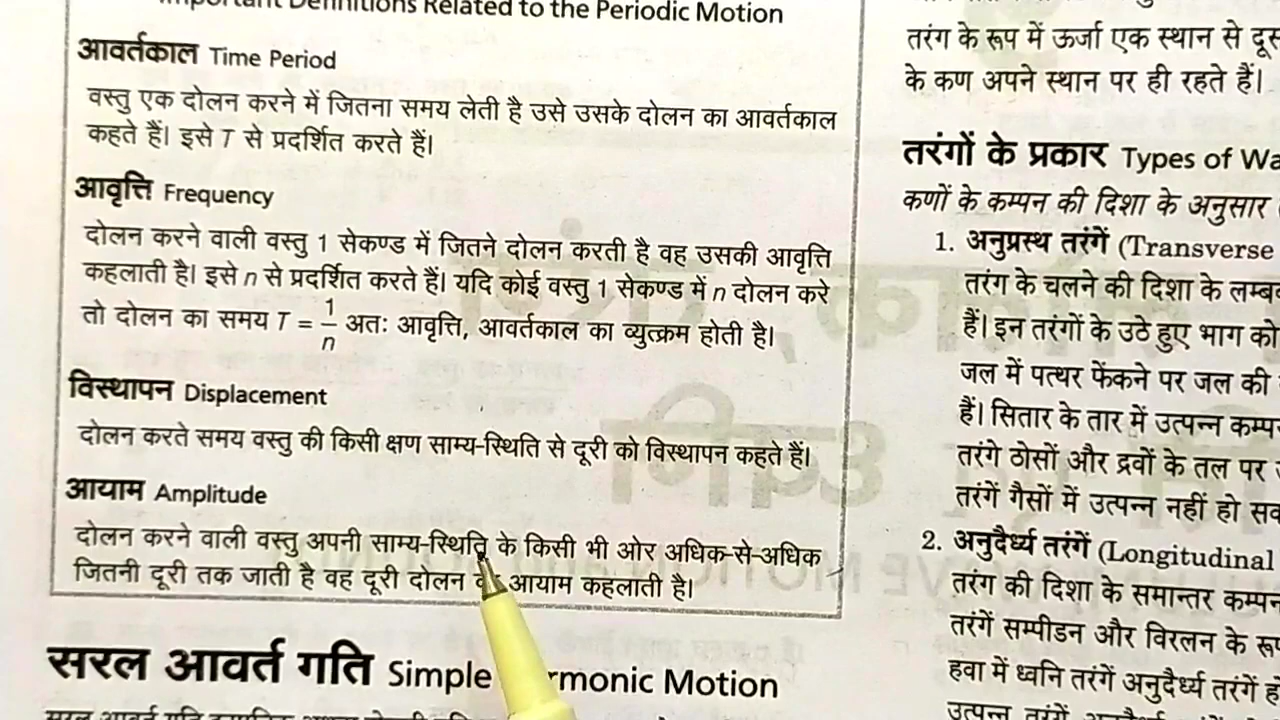 Important Definitions Related to the Periodic Motion
आवर्तकाल Time Period
वस्तु एक दोलन करने में जितना समय लेती है उसे उसके दोलन का आवर्तकाल
कहते हैं। इसे T से प्रदर्शित करते हैं।
आवृत्ति Frequency
दोलन करने वाली वस्तु 1 सेकण्ड में जितने दोलन करती है वह उसकी आवृत्ति
कहलाती है। इसे n से प्रदर्शित करते हैं। यदि कोई वस्तु 1 सेकण्ड में n दोलन करे
तो दोलन का समय T = 1/n अतः आवृत्ति, आवर्तकाल का व्युत्क्रम होती है।
विस्थापन Displacement
दोलन करते समय वस्तु की किसी क्षण साम्य-स्थिति से दूरी को विस्थापन कहते हैं।
आयाम Amplitude
दोलन करने वाली वस्तु अपनी साम्य-स्थिति के किसी भी ओर अधिक-से-अधिक
जितनी दूरी तक जाती है वह दूरी दोलन आयाम कहलाती है।
सरल आवर्त गति Simple Motion
तरंग के रूप में ऊर्जा एक स्थान से
के कण अपने स्थान पर ही रहते हैं।
तरंगों के प्रकार Types of
कणों के कम्पन की दिशा के अनुसार
1. अनुप्रस्थ तरंगें (Transverse
तरंग के चलने की दिशा के
हैं। इन तरंगों के उठे हुए भाग को
जल में पत्थर फेंकने पर जल की
हैं। सितार के तार में उत्पन्न
तरंगे ठोसों और द्रवों के तल पर
तरंगें गैसों में उत्पन्न नहीं हो
2. अनुदैर्ध्य तरंगें (Longitudinal
तरंग की दिशा के समान्तर
तरंगें सम्पीडन और विरलन के
हवा में ध्वनि तरंगें अनुदैर्ध्य तरंगें